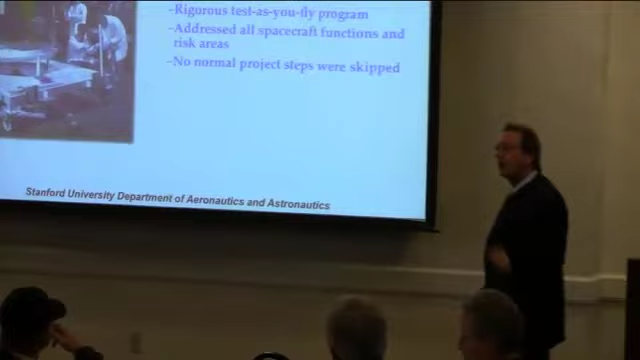 –Rigorous test-as-you-fly program
–Addressed all spacecraft functions and
risk areas
–No normal project steps were skipped
Stanford University Department of Aeronautics and Astronautics